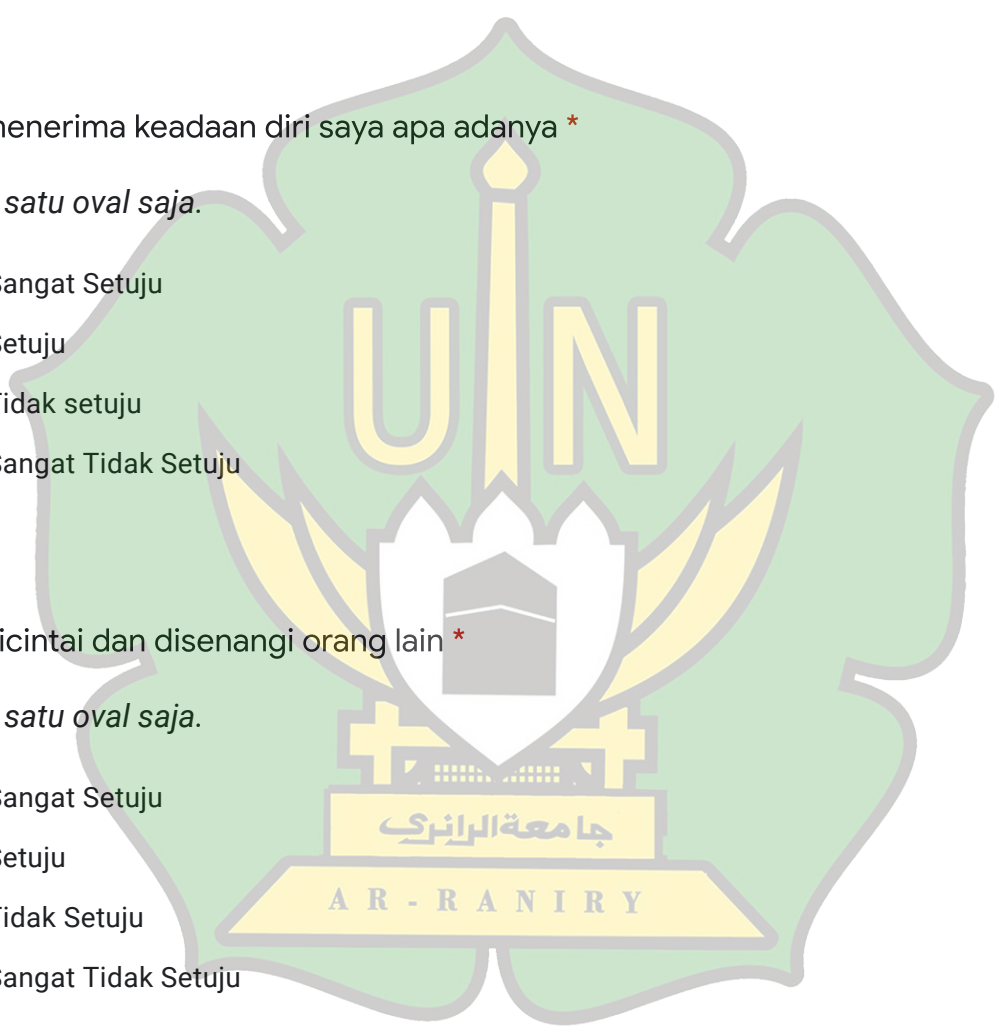 menerima keadaan diri saya apa adanya *
satu oval saja.
Sangat Setuju
Setuju
Tidak setuju
Sangat Tidak Setuju
UIN
icintai dan disenangi orang lain *
satu oval saja.
Sangat Setuju
Setuju
Tidak Setuju
Sangat Tidak Setuju
جامعة الرانري
AR-RANIRY